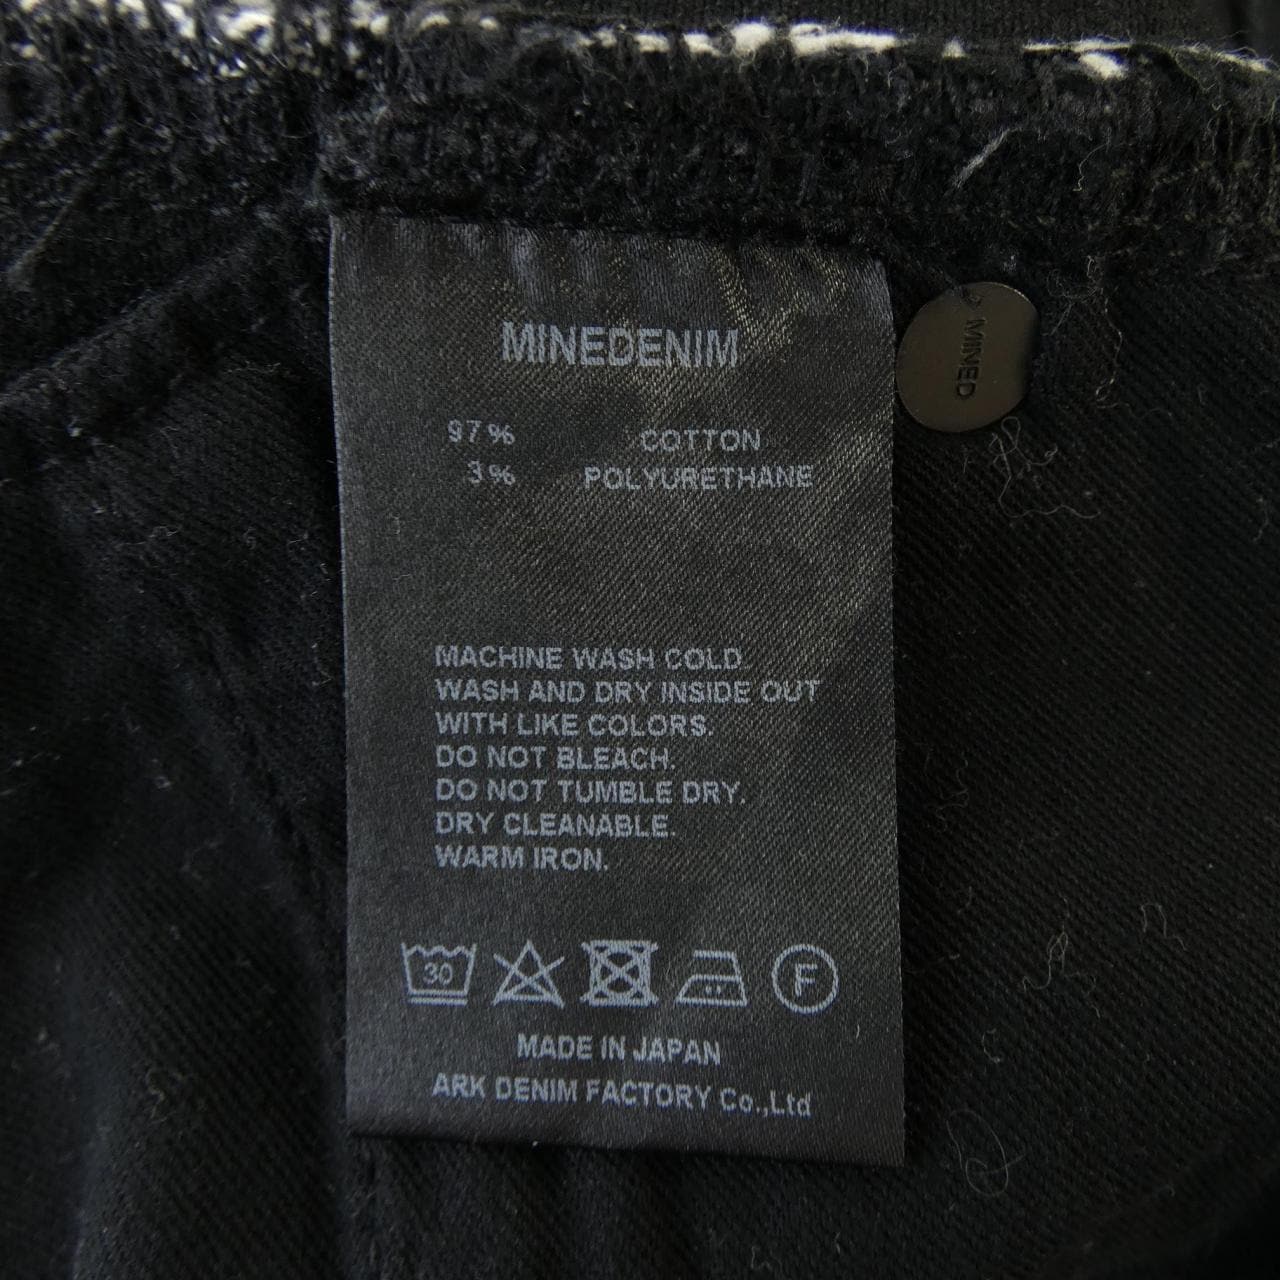 MINEDENIM
MINED
97% COTTON
3% POLYURETHANE
MACHINE WASH COLD.
WASH AND DRY INSIDE OUT
WITH LIKE COLORS.
DO NOT BLEACH.
DO NOT TUMBLE DRY.
DRY CLEANABLE.
WARM IRON.
30
F
MADE IN JAPAN
ARK DENIM FACTORY Co.,Ltd